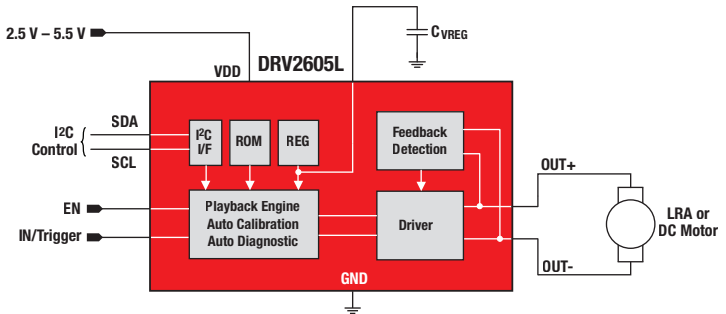 2.5 V – 5.5 V
VDD
DRV2605L
CVREG
I²C
Control
SDA
SCL
I²C
I/F
ROM
REG
Feedback
Detection
EN
IN/Trigger
Playback Engine
Auto Calibration
Auto Diagnostic
Driver
OUT+
OUT-
LRA or
DC Motor
GND